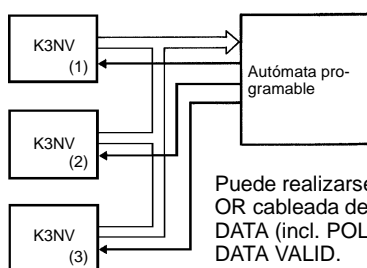 K3NV
(1)
Autómata pro-
gramable
K3NV
(2)
K3NV
(3)
Puede realizarse
OR cableada de
DATA (incl. POL
DATA VALID.